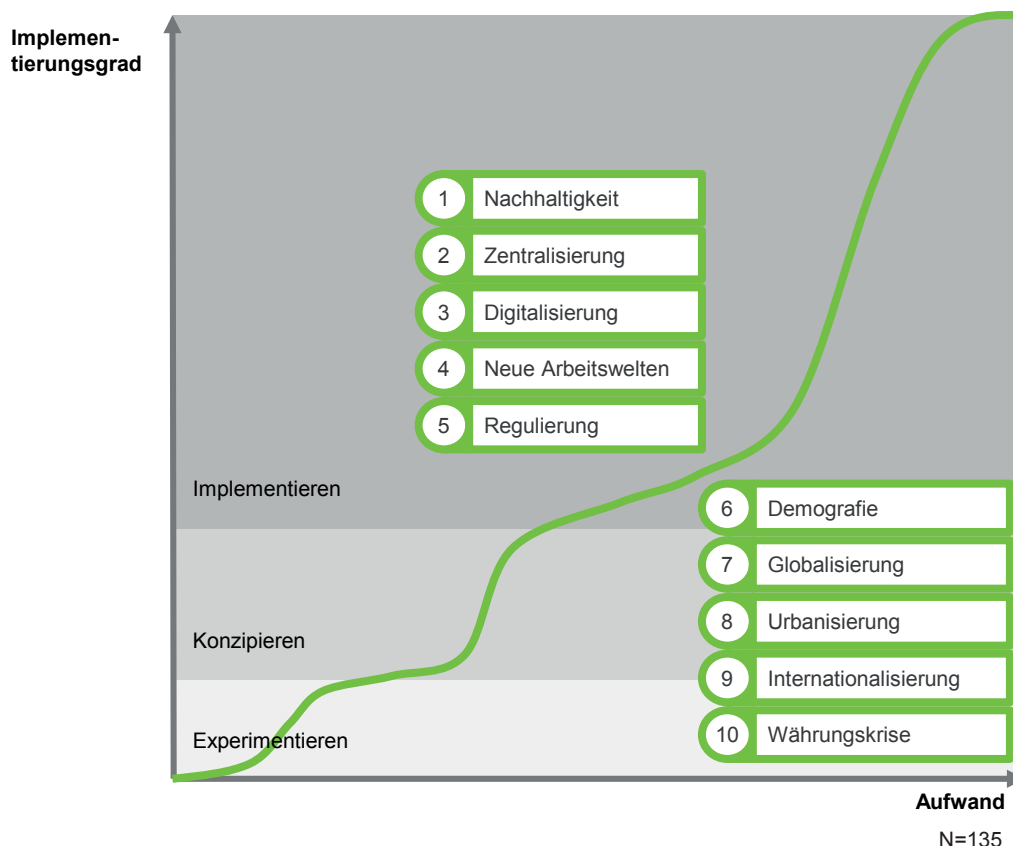 Implemen-
tierungsgrad
1 Nachhaltigkeit
2 Zentralisierung
3 Digitalisierung
4 Neue Arbeitswelten
5 Regulierung
Implementieren
6 Demografie
7 Globalisierung
8 Urbanisierung
Konzipieren
9 Internationalisierung
10 Währungskrise
Experimentieren
Aufwand
N=135